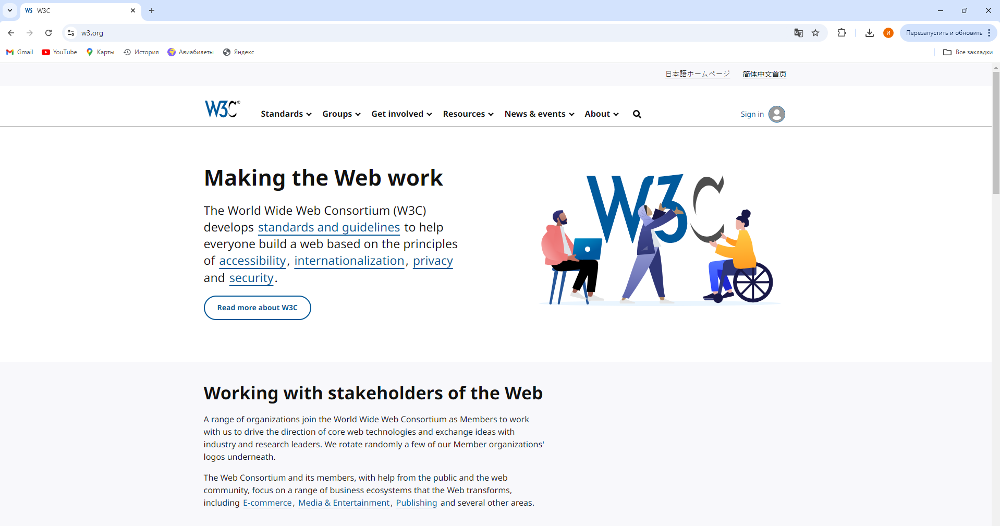 W3C
w3.org
И
Перезапустить и обновить
Gmail
YouTube
Карты
История
Авиабилеты
Яндекс
Все закладки
日本語ホームページ
简体中文首页
W3C®
Standards
Groups
Get involved
Resources
News & events
About
Sign in
Making the Web work
The World Wide Web Consortium (W3C)
develops standards and guidelines to help
everyone build a web based on the principles
of accessibility, internationalization, privacy
and security.
Read more about W3C
W3C
Working with stakeholders of the Web
A range of organizations join the World Wide Web Consortium as Members to work
with us to drive the direction of core web technologies and exchange ideas with
industry and research leaders. We rotate randomly a few of our Member organizations'
logos underneath.
The Web Consortium and its members, with help from the public and the web
community, focus on a range of business ecosystems that the Web transforms,
including E-commerce, Media & Entertainment, Publishing and several other areas.